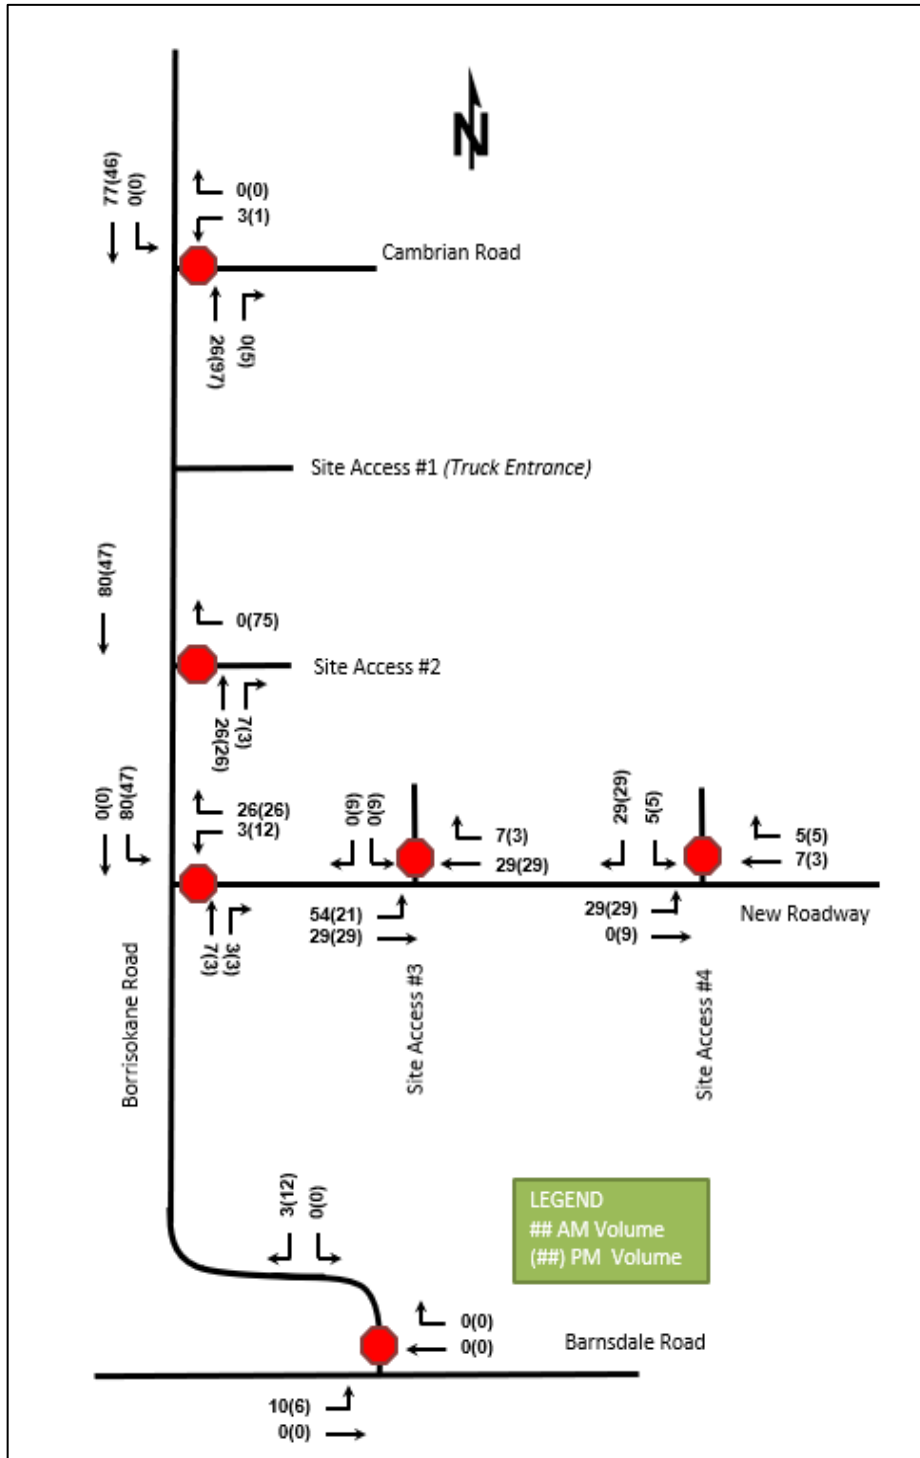 N
77(46)
0(0)
0(0)
3(1)
Cambrian Road
26(97)
0(5)
Site Access #1 (Truck Entrance)
80(47)
0(75)
Site Access #2
26(26)
7(3)
0(0)
80(47)
26(26)
3(12)
0(9)
0(9)
7(3)
29(29)
29(29)
5(5)
5(5)
7(3)
7(3)
3(3)
54(21)
29(29)
29(29)
0(9)
New Roadway
Borrisokane Road
Site Access #3
Site Access #4
3(12)
0(0)
LEGEND
## AM Volume
(##) PM Volume
0(0)
0(0)
Barnsdale Road
10(6)
0(0)